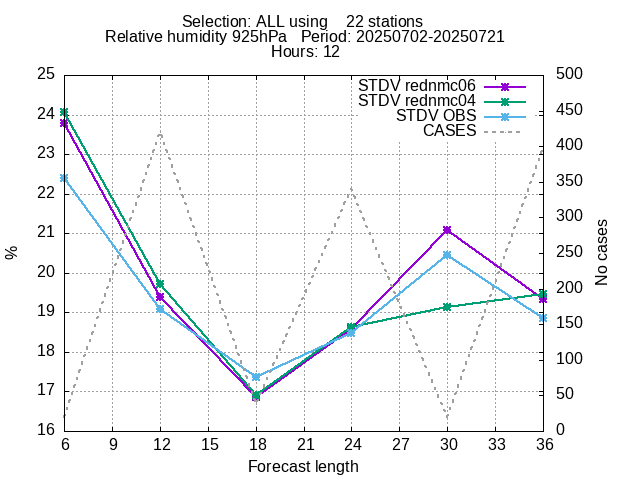 Selection: ALL using    22 stations
Relative humidity 925hPa   Period: 20250702-20250721
Hours: 12
STDV rednmc06
STDV rednmc04
STDV OBS
CASES
25
24
23
22
21
20
19
18
17
16
500
450
400
350
300
250
200
150
100
50
0
%
No cases
6 9 12 15 18 21 24 27 30 33 36
Forecast length